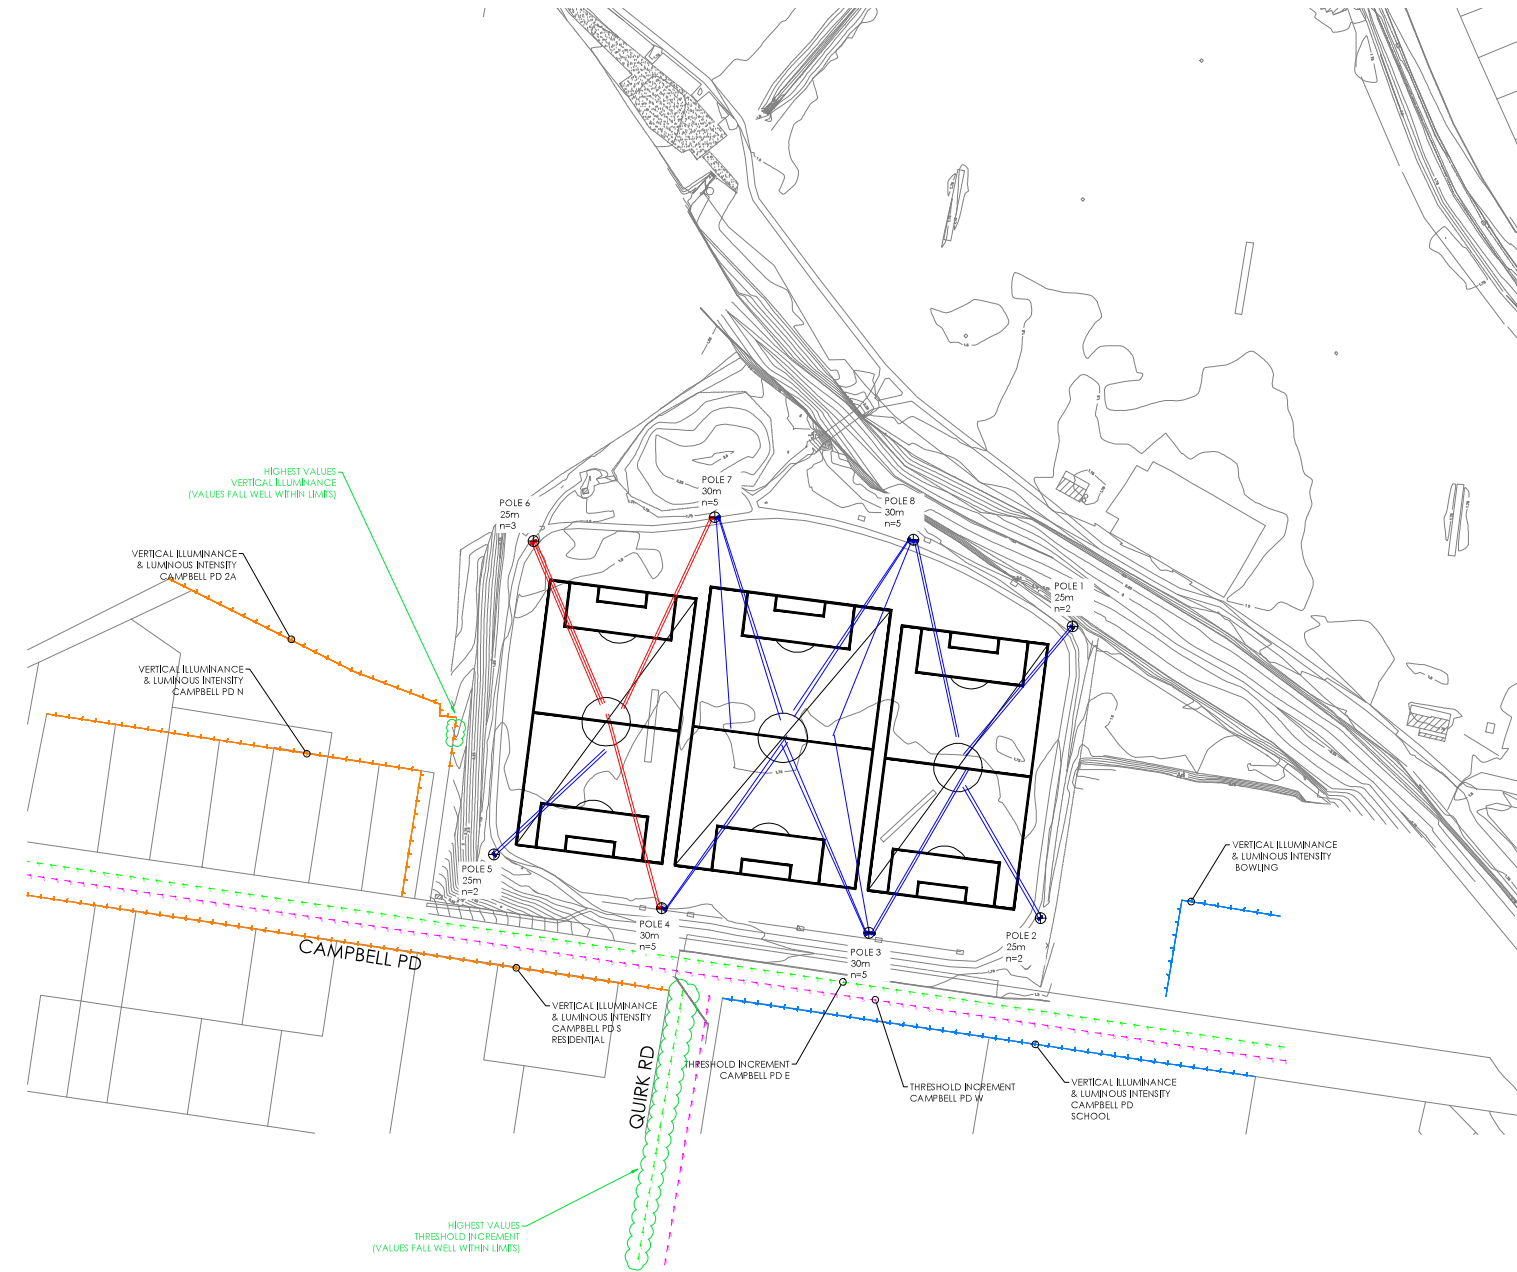 POLE 7
30m
n=5
HIGHEST VALUES
VERTICAL ILLUMINANCE
(VALUES FALL WELL WITHIN LIMITS)
POLE 6
25m
n=3
POLE 8
30m
n=5
VERTICAL ILLUMINANCE
& LUMINOUS INTENSITY
CAMPBELL PD 2A
POLE 1
25m
n=2
VERTICAL ILLUMINANCE
& LUMINOUS INTENSITY
CAMPBELL PD N
VERTICAL ILLUMINANCE
& LUMINOUS INTENSITY
BOWLING
POLE 5
25m
n=2
POLE 4
30m
n=5
POLE 3
30m
n=5
POLE 2
25m
n=2
CAMPBELL PD
VERTICAL ILLUMINANCE
& LUMINOUS INTENSITY
CAMPBELL PD S
RESIDENTIAL
QUIRK RD
THRESHOLD INCREMENT
CAMPBELL PD E
THRESHOLD INCREMENT
CAMPBELL PD W
VERTICAL ILLUMINANCE
& LUMINOUS INTENSITY
CAMPBELL PD
SCHOOL
HIGHEST VALUES
THRESHOLD INCREMENT
(VALUES FALL WELL WITHIN LIMITS)